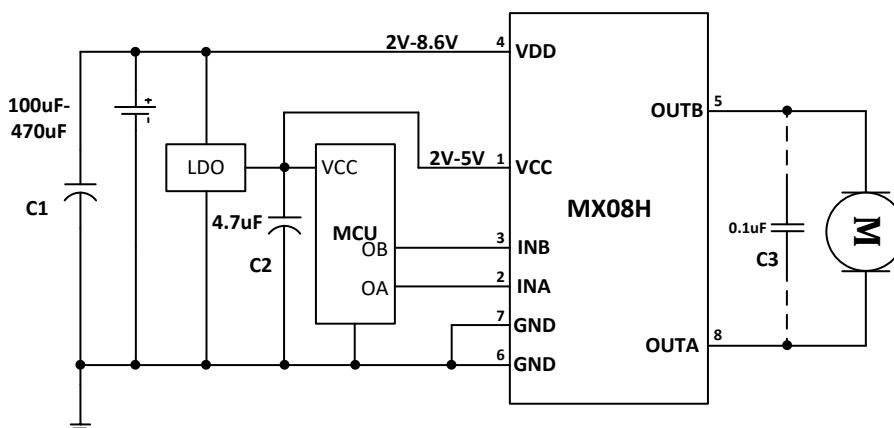 2V-8.6V
4
VDD
100uF-
470uF
C1
LDO
4.7uF
C2
VCC
MCU
OB
OA
2V-5V
1
VCC
MX08H
3
INB
2
INA
7
GND
6
GND
OUTB
5
OUTA
8
0.1uF
C3
M